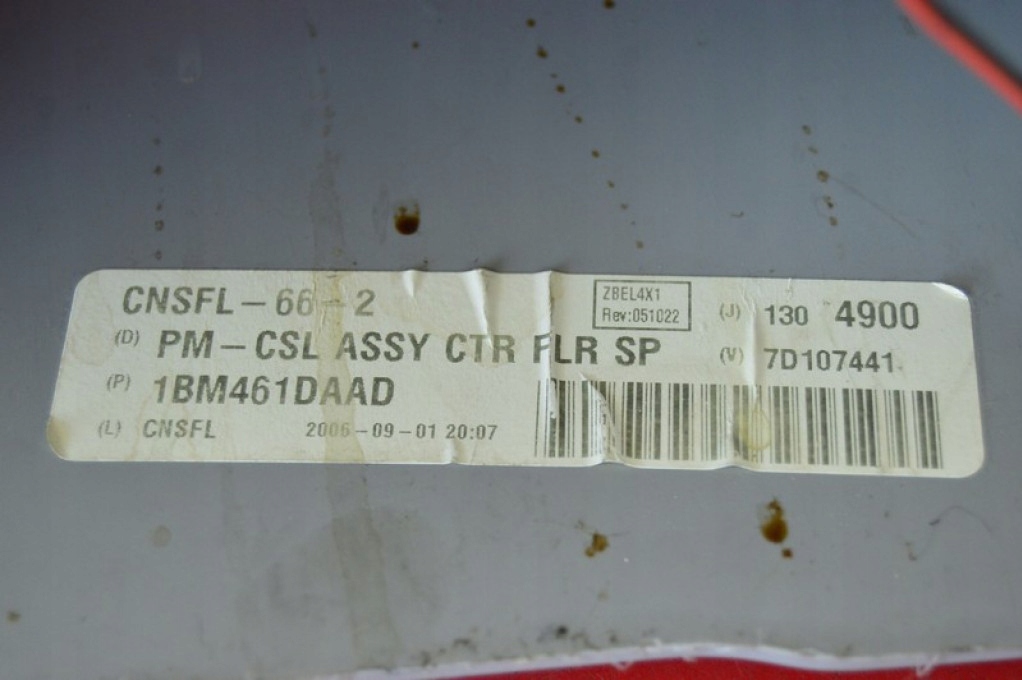 CNSFL-66-2
Z8EL4X1
Rev:051022
(J) 130 4900
(D) PM-CSL ASSY CTR FLR SP
(V) 7D107441
(P) 1BM461DAAD
(L) CNSFL 2006-09-01 20:07